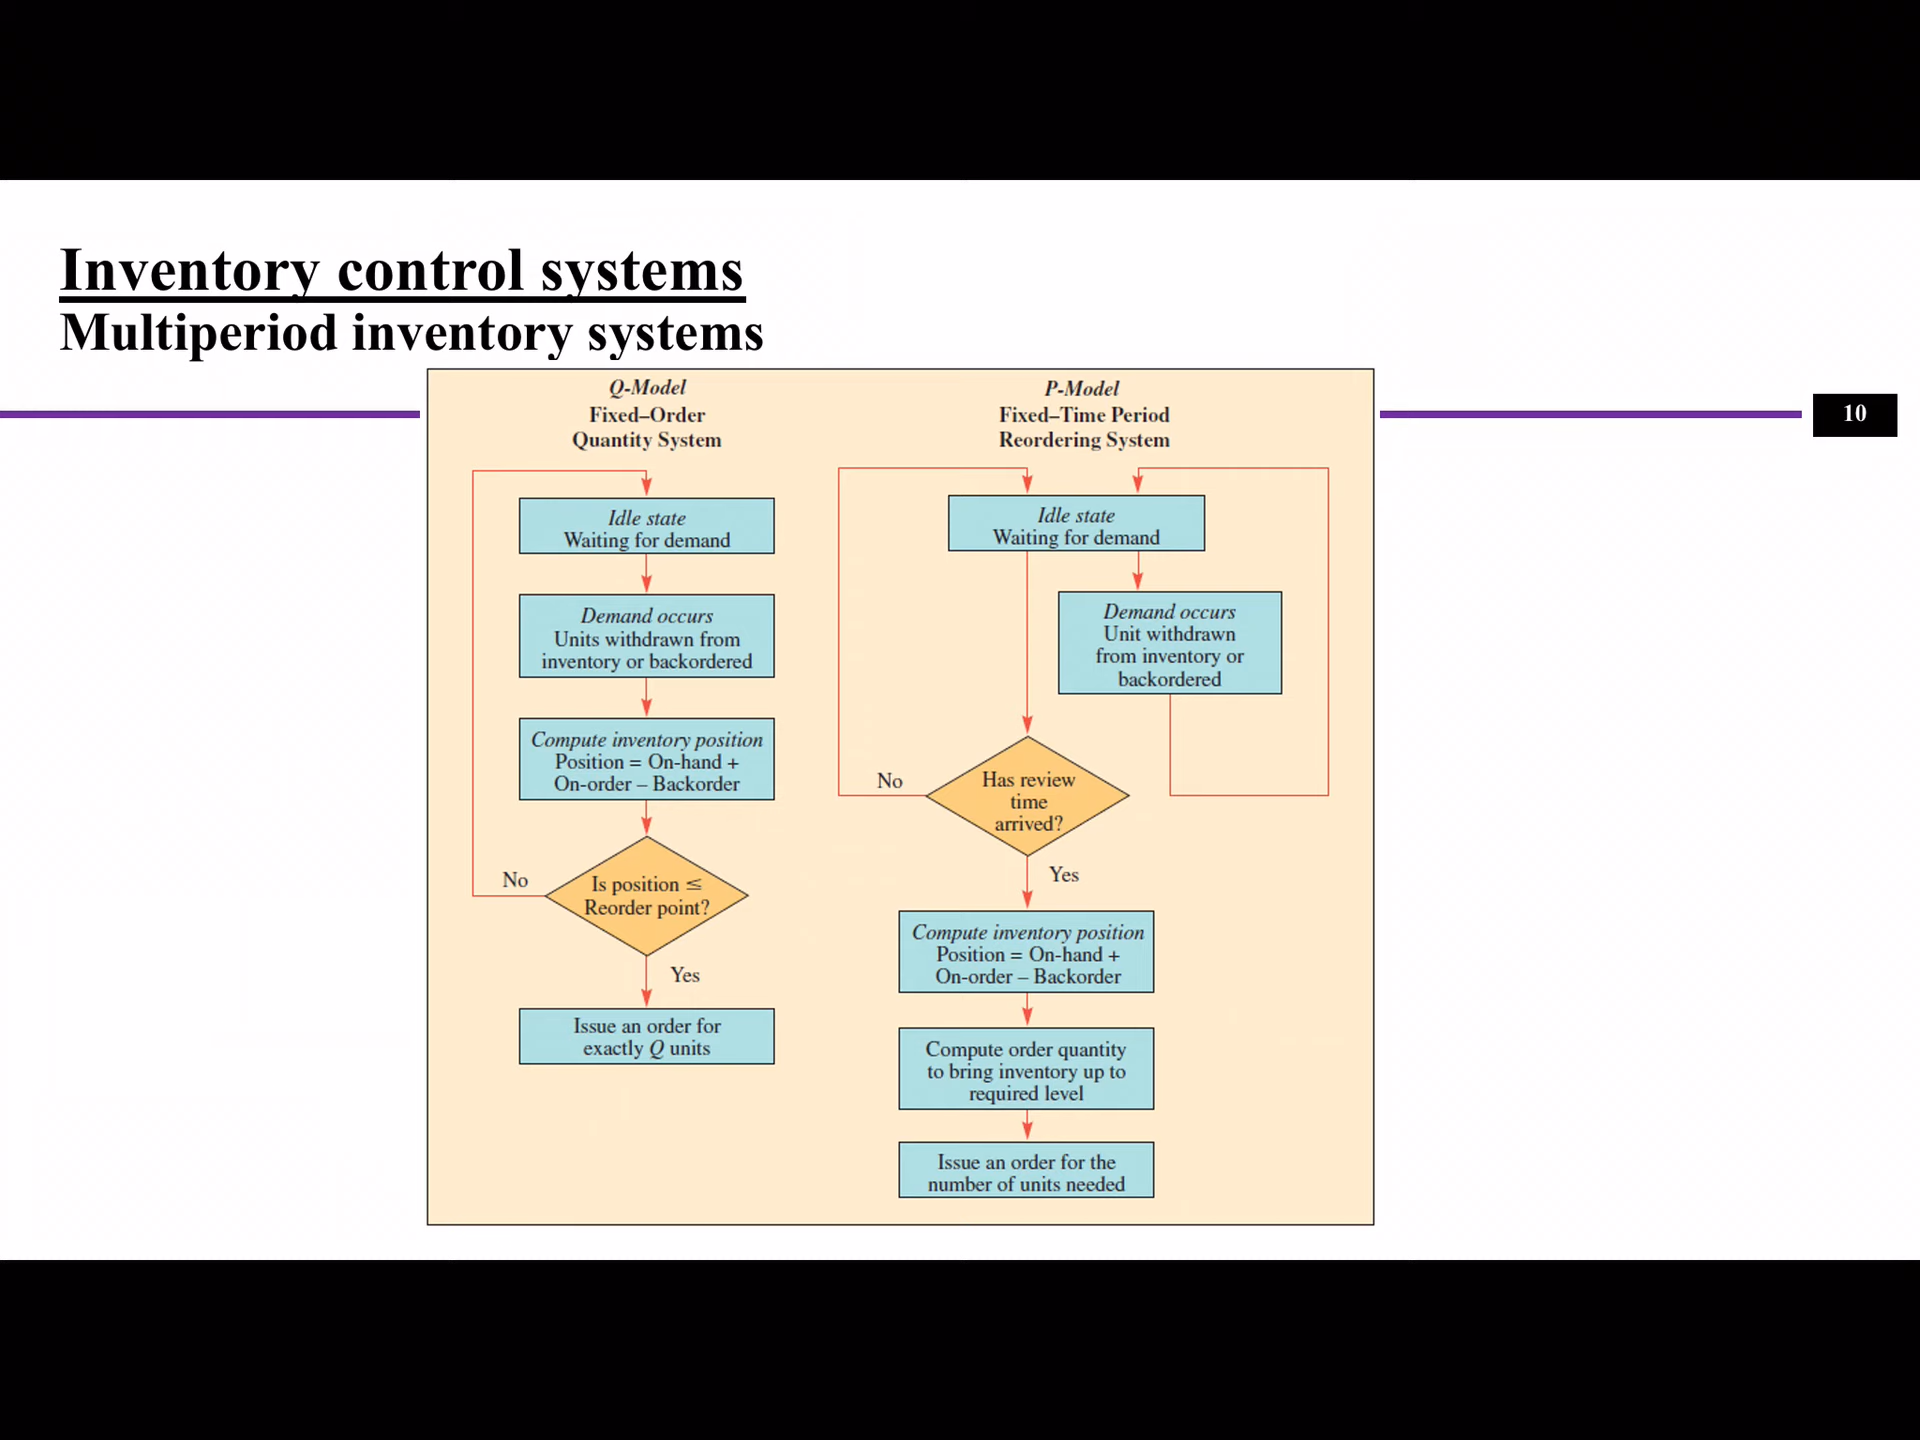 Inventory control systems
Multiperiod inventory systems
10
Q-Model
Fixed–Order
Quantity System
Idle state
Waiting for demand
Demand occurs
Units withdrawn from
inventory or backordered
Compute inventory position
Position = On-hand +
On-order – Backorder
No
Is position ≤
Reorder point?
Yes
Issue an order for
exactly Q units
P-Model
Fixed–Time Period
Reordering System
Idle state
Waiting for demand
Demand occurs
Unit withdrawn
from inventory or
backordered
No
Has review
time
arrived?
Yes
Compute inventory position
Position = On-hand +
On-order – Backorder
Compute order quantity
to bring inventory up to
required level
Issue an order for the
number of units needed